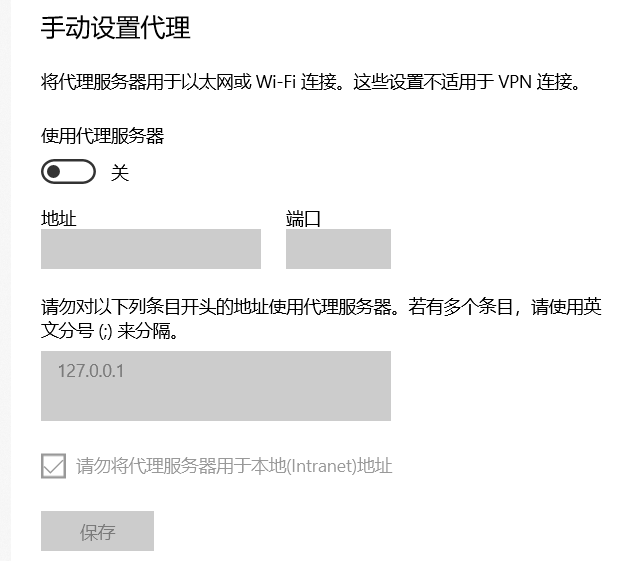 手动设置代理
将代理服务器用于以太网或 Wi-Fi 连接。这些设置不适用于 VPN 连接。
使用代理服务器
关
地址 端口
请勿对以下列条目开头的地址使用代理服务器。若有多个条目，请使用英
文分号 (;) 来分隔。
127.0.0.1
请勿将代理服务器用于本地(Intranet)地址
保存